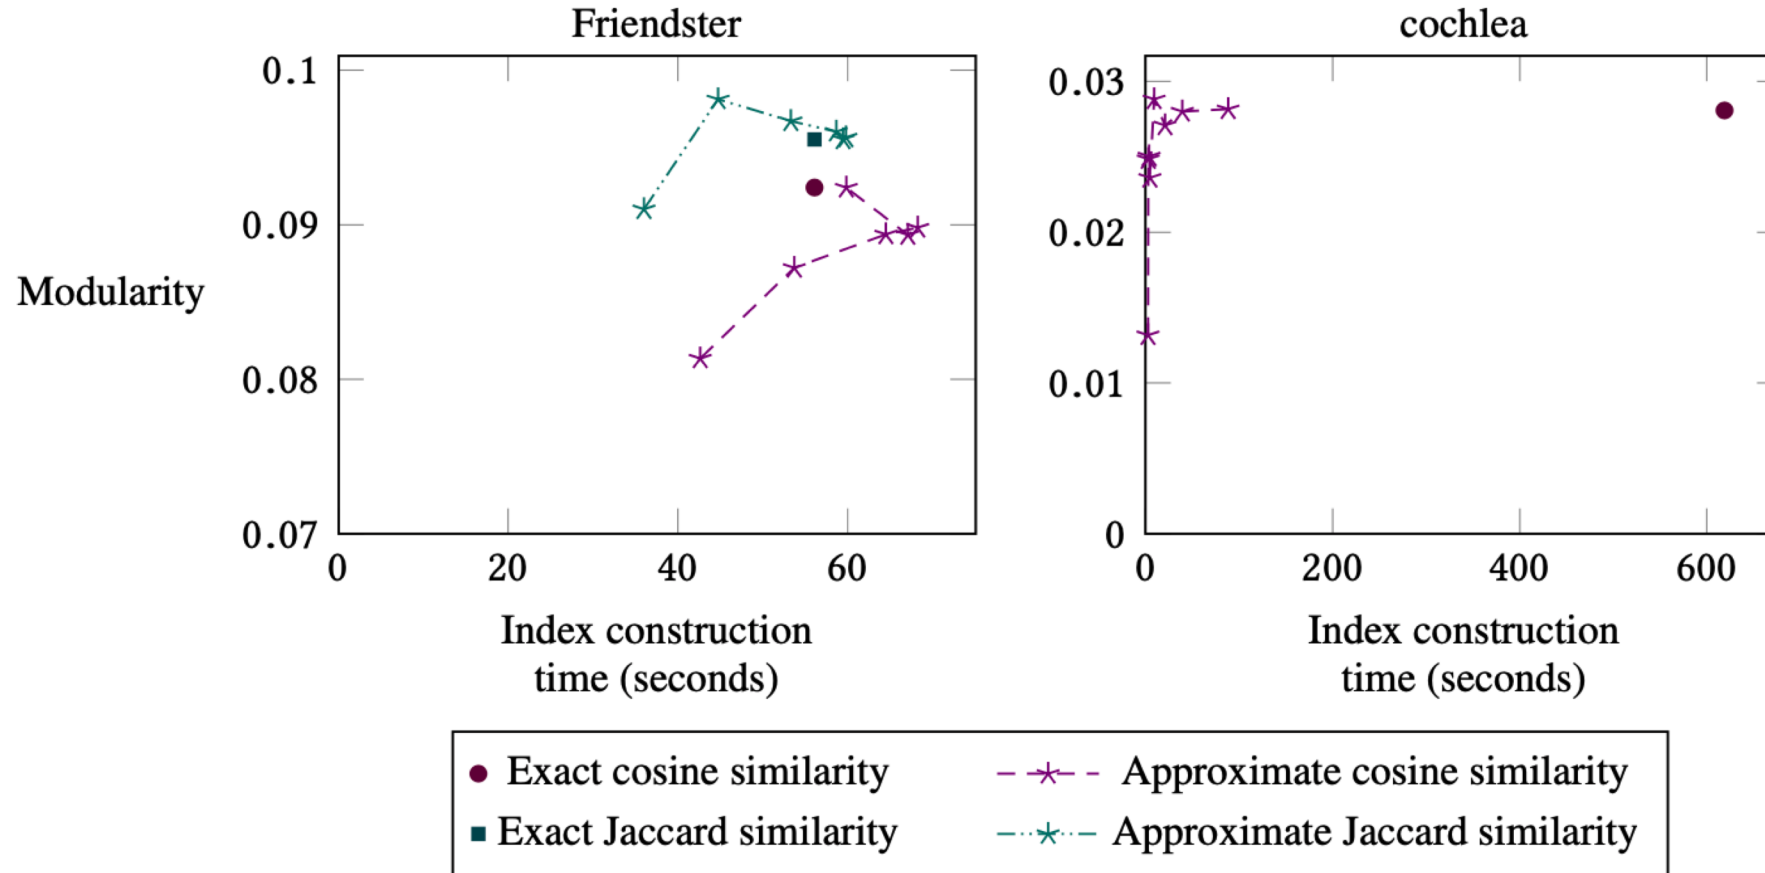 Friendster
cochlea
0.1
0.09
0.08
0.07
Modularity
0 20 40 60
0.03
0.02
0.01
0
0 200 400 600
Index construction
time (seconds)
Index construction
time (seconds)
Exact cosine similarity
Approximate cosine similarity
Exact Jaccard similarity
Approximate Jaccard similarity